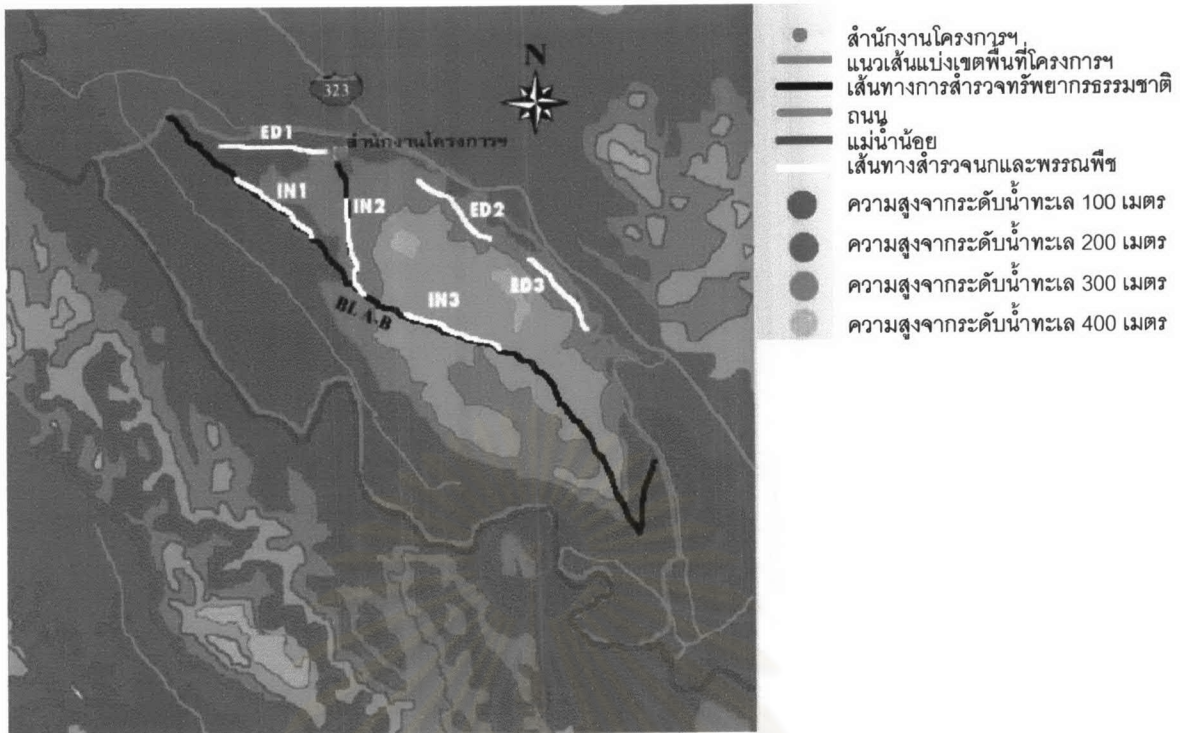 N
323
ED1
สำนักงานโครงการฯ
IN1
IN2
ED2
ED3
IN3
BL A-B
สำนักงานโครงการฯ
แนวเส้นแบ่งเขตพื้นที่โครงการฯ
เส้นทางการสำรวจทรัพยากรธรรมชาติ
ถนน
แม่น้ำน้อย
เส้นทางสำรวจนกและพรรณพืช
ความสูงจากระดับน้ำทะเล 100 เมตร
ความสูงจากระดับน้ำทะเล 200 เมตร
ความสูงจากระดับน้ำทะเล 300 เมตร
ความสูงจากระดับน้ำทะเล 400 เมตร